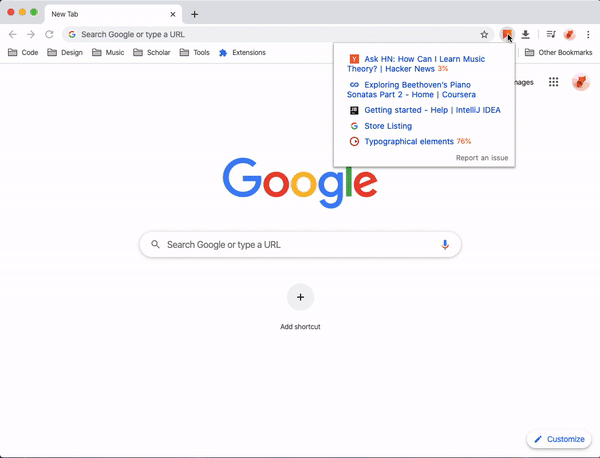 New Tab
Search Google or type a URL
Code
Design
Music
Scholar
Tools
Extensions
Other Bookmarks
Y Ask HN: How Can I Learn Music
Theory? | Hacker News 3%
Exploring Beethoven's Piano
Sonatas Part 2 - Home | Coursera
Getting started - Help | IntelliJ IDEA
Store Listing
Typographical elements 76%
Report an issue
mages
Google
Search Google or type a URL
Add shortcut
Customize